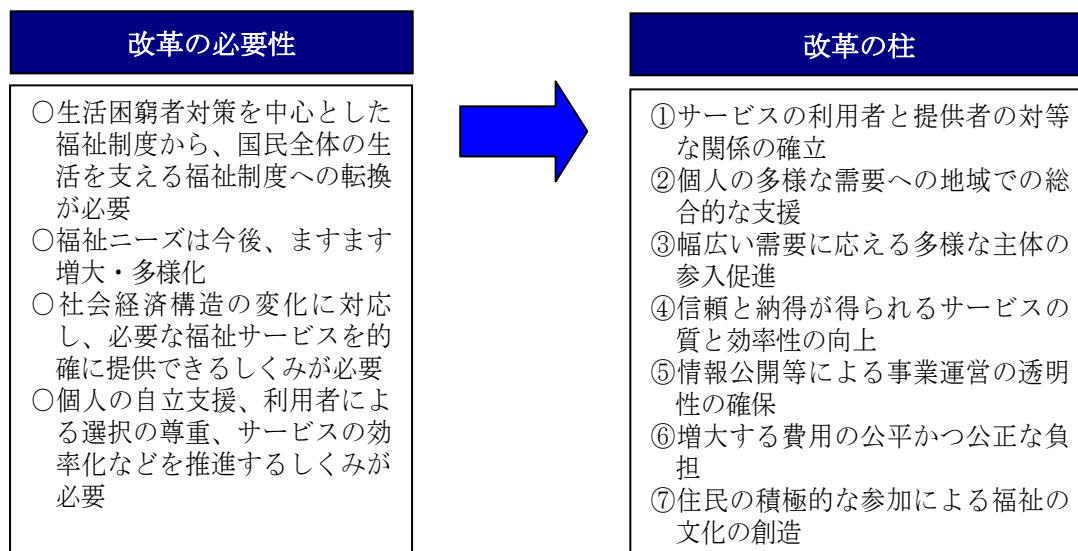 改革の必要性
○生活困窮者対策を中心とした
福祉制度から、国民全体の生
活を支える福祉制度への転換
が必要
○福祉ニーズは今後、ますます
増大・多様化
○社会経済構造の変化に対応
し、必要な福祉サービスを的
確に提供できるしくみが必要
○個人の自立支援、利用者によ
る選択の尊重、サービスの効
率化などを推進するしくみが
必要
改革の柱
①サービスの利用者と提供者の対等
な関係の確立
②個人の多様な需要への地域での総
合的な支援
③幅広い需要に応える多様な主体の
参入促進
④信頼と納得が得られるサービスの
質と効率性の向上
⑤情報公開等による事業運営の透明
性の確保
⑥増大する費用の公平かつ公正な負
担
⑦住民の積極的な参加による福祉の
文化の創造